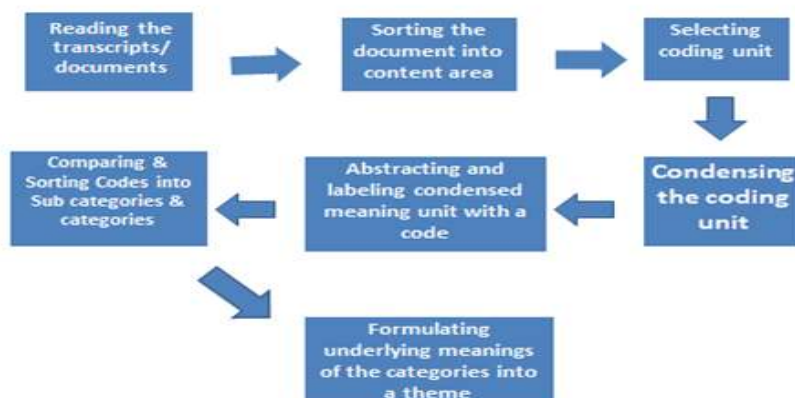 Reading the
transcripts/
documents
Sorting the
document into
content area
Selecting
coding unit
Condensing
the coding
unit
Abstracting and
labeling condensed
meaning unit with a
code
Comparing &
Sorting Codes into
Sub categories &
categories
Formulating
underlying meanings
of the categories into
a theme